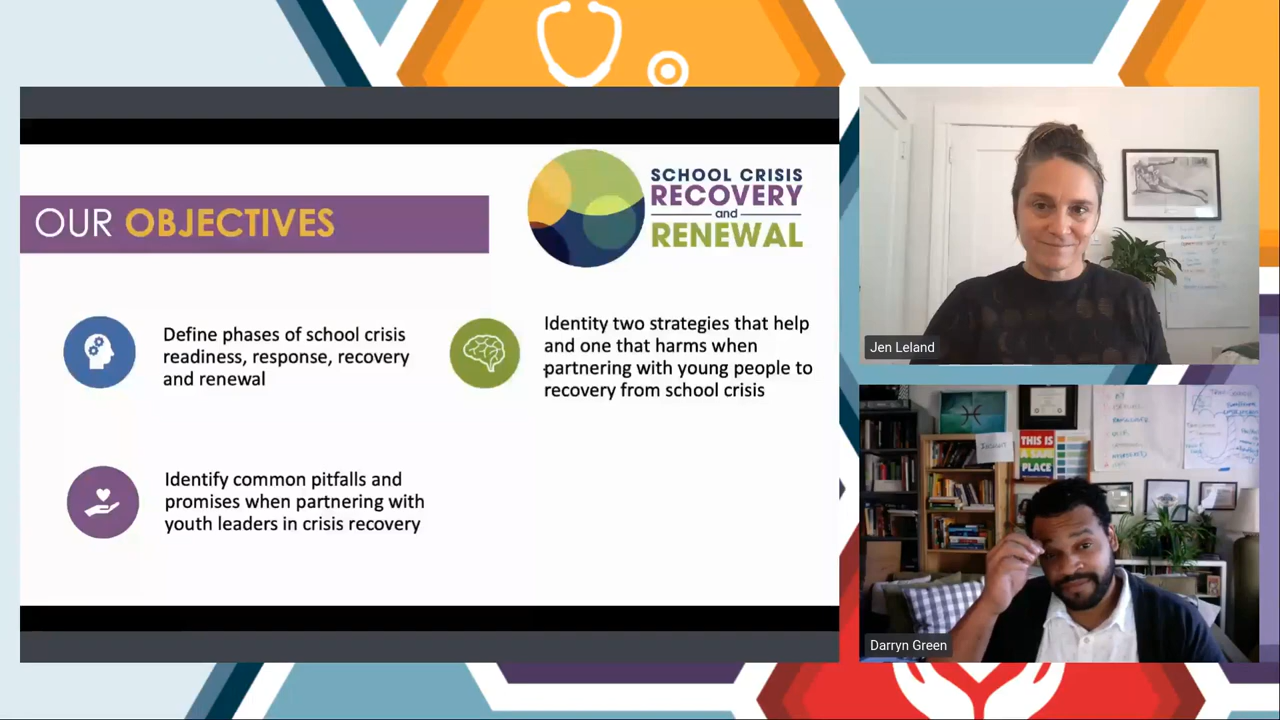 OUR OBJECTIVES
SCHOOL CRISIS
RECOVERY
and
RENEWAL
Define phases of school crisis
readiness, response, recovery
and renewal
Identity two strategies that help
and one that harms when
partnering with young people to
recovery from school crisis
Identify common pitfalls and
promises when partnering with
youth leaders in crisis recovery
Jen Leland
THIS IS
A SAFE
PLACE
Darryn Green